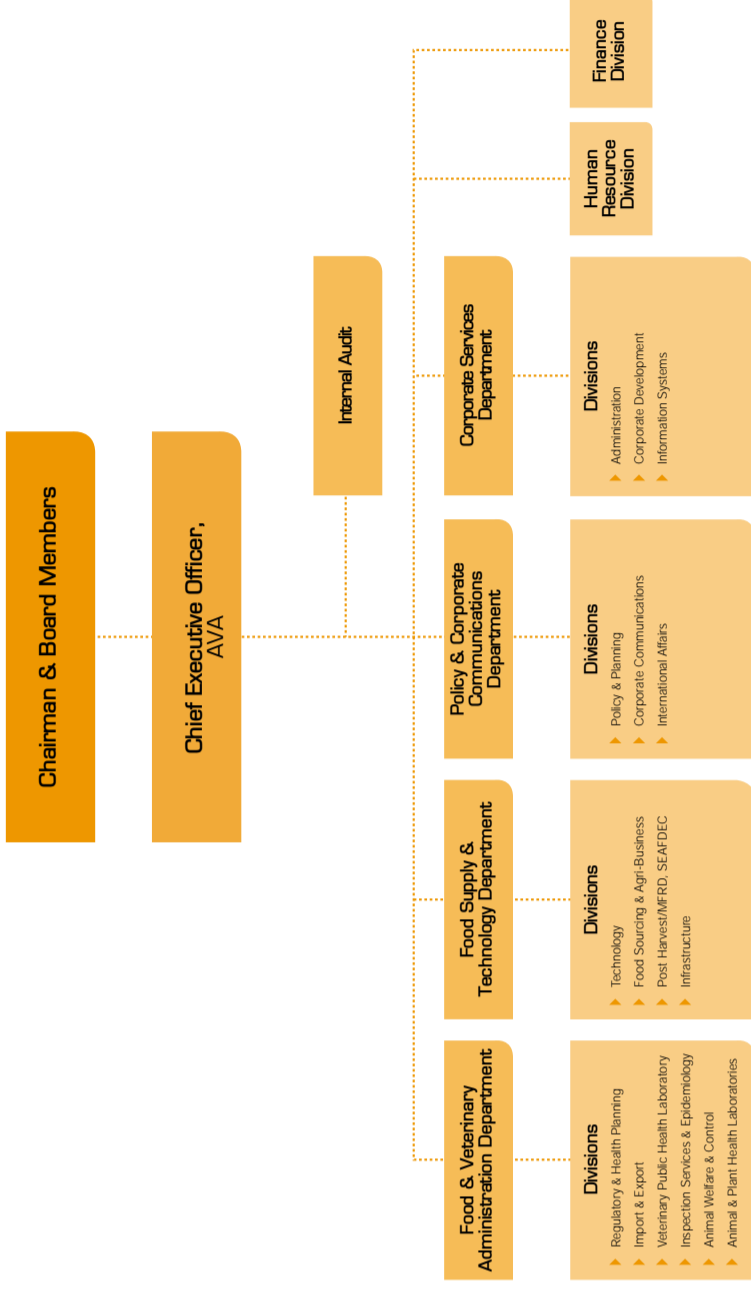 Chairman & Board Members
Chief Executive Officer,
AVA
Internal Audit
Food & Veterinary
Administration Department
Divisions
Regulatory & Health Planning
Import & Export
Veterinary Public Health Laboratory
Inspection Services & Epidemiology
Animal Welfare & Control
Animal & Plant Health Laboratories
Food Supply &
Technology Department
Divisions
Technology
Food Sourcing & Agri-Business
Post Harvest/MFRD, SEAFDEC
Infrastructure
Policy & Corporate
Communications
Department
Divisions
Policy & Planning
Corporate Communications
International Affairs
Corporate Services
Department
Divisions
Administration
Corporate Development
Information Systems
Human
Resource
Division
Finance
Division